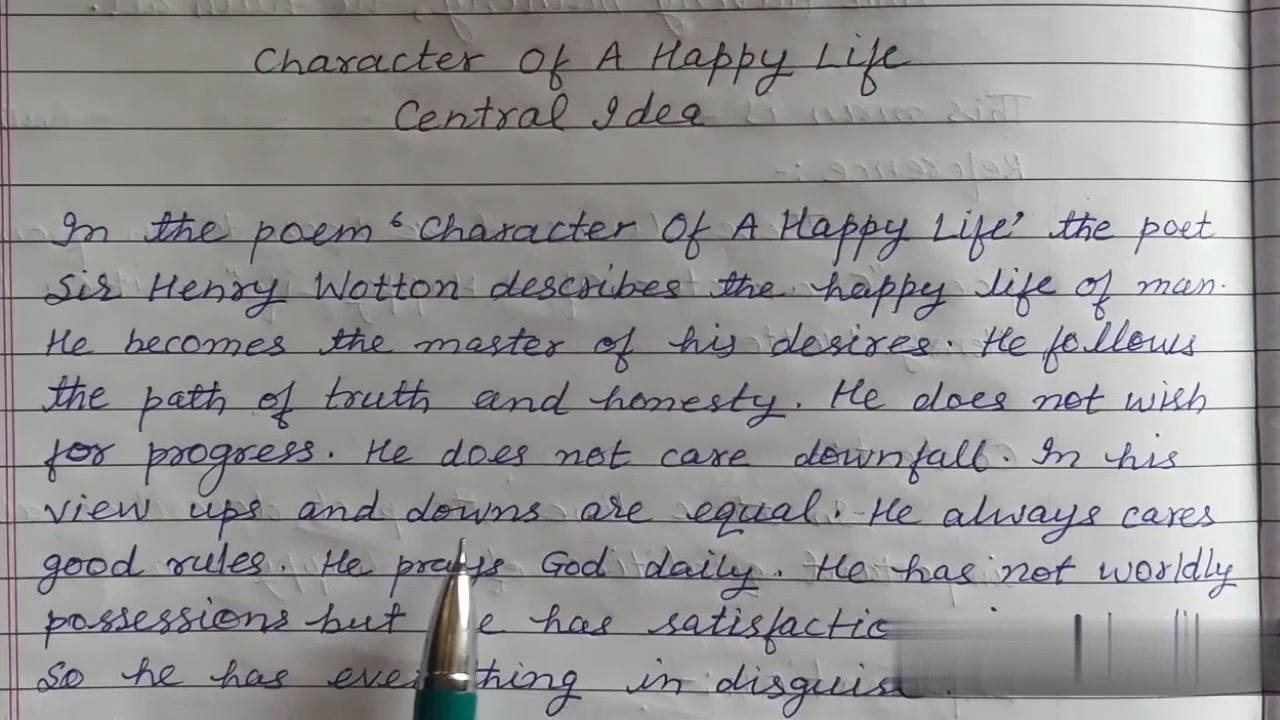 Character Of A Happy Life
Central Idea
In the poem ‘Character Of A Happy Life’ the poet
Sir Henry Wotton describes the happy life of man.
He becomes the master of his desires. He follows
the path of truth and honesty. He does not wish
for progress. He does not care downfall. In his
view ups and downs are equal. He always cares
good rules. He prays God daily. He has not worldly
possessions but has
So he has in